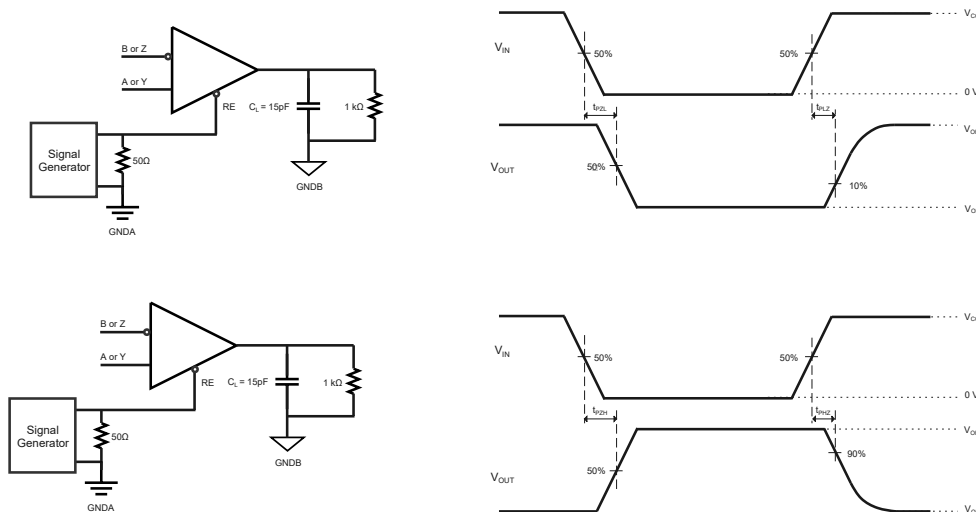 B or Z
A or Y
RE
C_L = 15pF
1 kΩ
Signal
Generator
50Ω
GNDB
GNDA
V_IN
50%
50%
0 V
t_PZL
t_PLZ
V_OUT
50%
10%
B or Z
A or Y
RE
C_L = 15pF
1 kΩ
Signal
Generator
50Ω
GNDB
GNDA
V_IN
50%
50%
0 V
t_PZH
t_PHZ
V_OUT
50%
90%